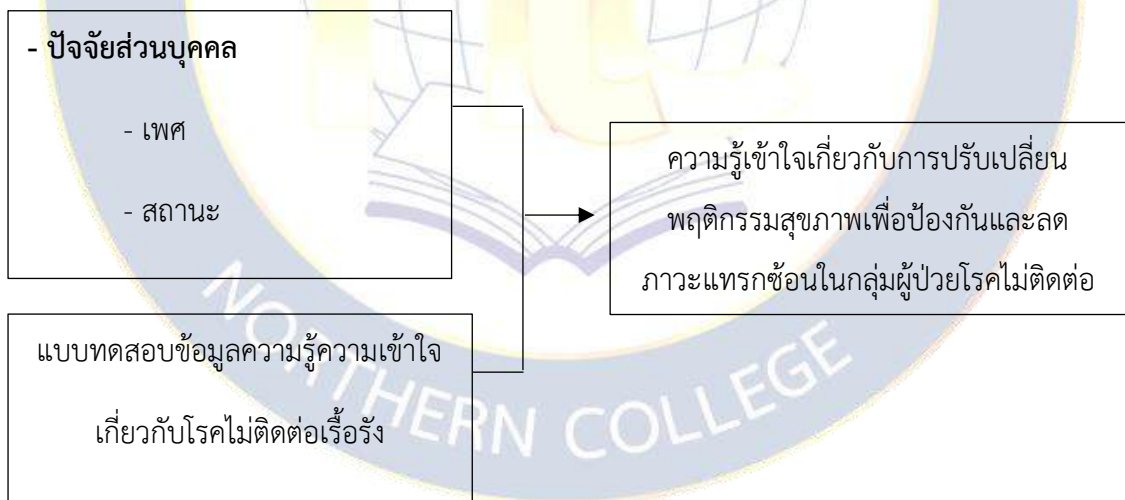 - ปัจจัยส่วนบุคคล
- เพศ
- สถานะ
แบบทดสอบข้อมูลความรู้ความเข้าใจ
เกี่ยวกับโรคไม่ติดต่อเรื้อรัง
ความรู้เข้าใจเกี่ยวกับการปรับเปลี่ยน
พฤติกรรมสุขภาพเพื่อป้องกันและลด
ภาวะแทรกซ้อนในกลุ่มผู้ป่วยโรคไม่ติดต่อ
NORTHERN COLLEGE